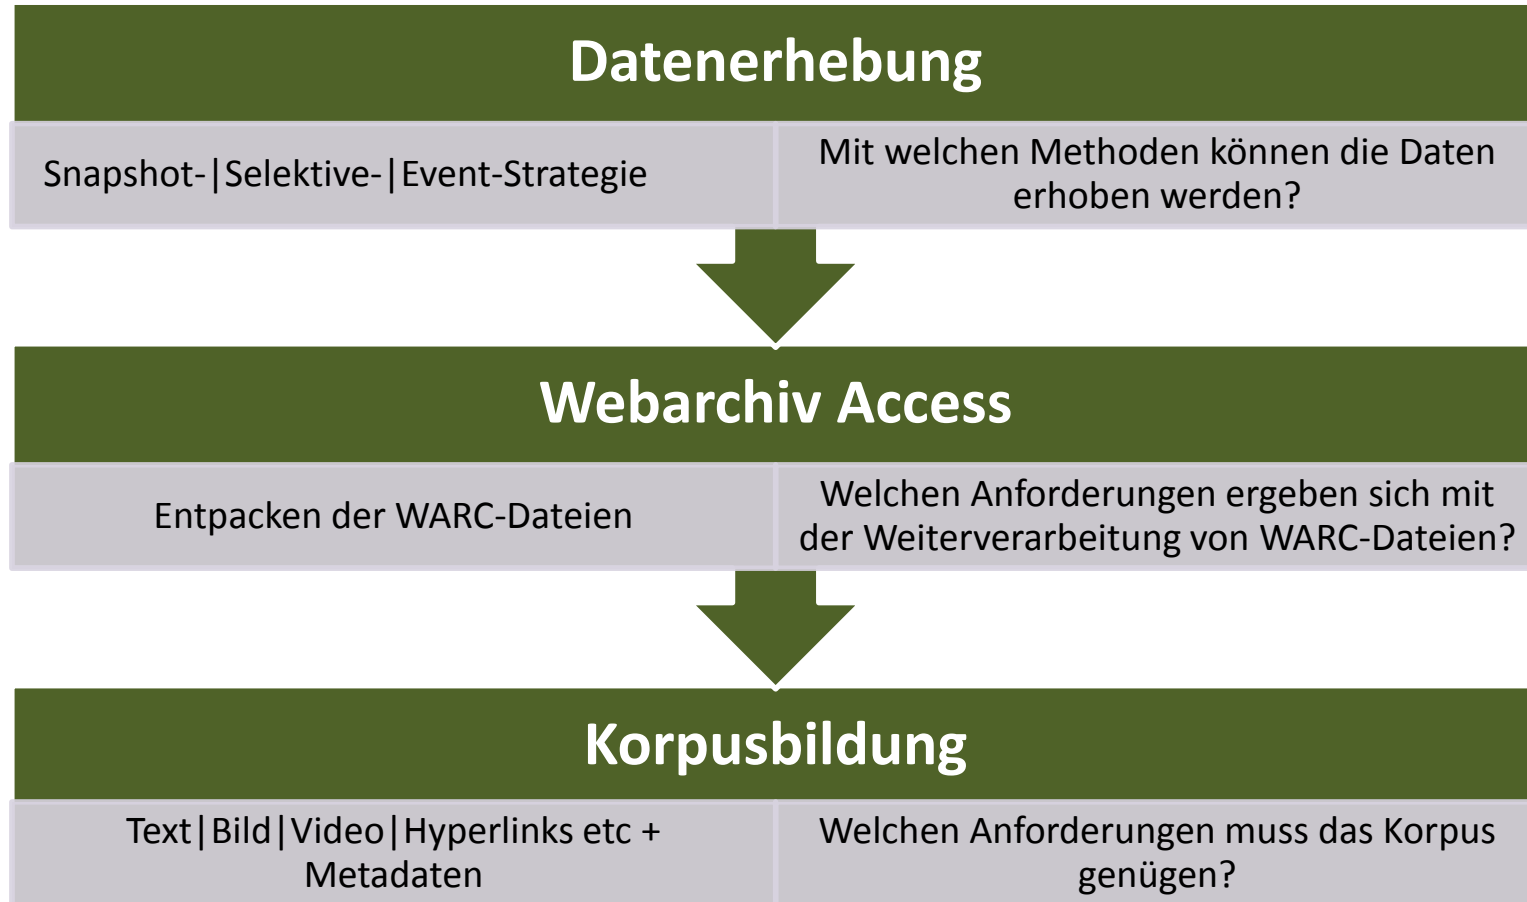 Datenerhebung
Snapshot-|Selektive-|Event-Strategie
Mit welchen Methoden können die Daten
erhoben werden?
Webarchiv Access
Entpacken der WARC-Dateien
Welchen Anforderungen ergeben sich mit
der Weiterverarbeitung von WARC-Dateien?
Korpusbildung
Text|Bild|Video|Hyperlinks etc +
Metadaten
Welchen Anforderungen muss das Korpus
genügen?